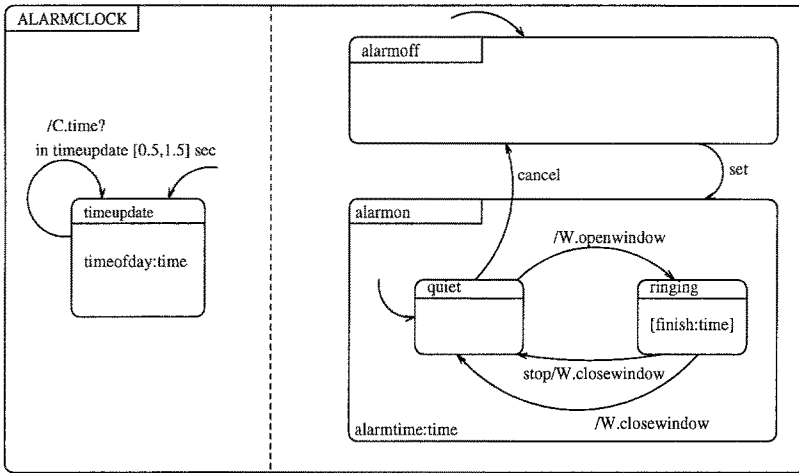 ALARMCLOCK
/C.time?
in timeupdate [0.5,1.5] sec
timeupdate
timeofday:time
alarmoff
cancel
set
alarmon
/W.openwindow
quiet
ringing
[finish:time]
stop/W.closewindow
/W.closewindow
alarmtime:time